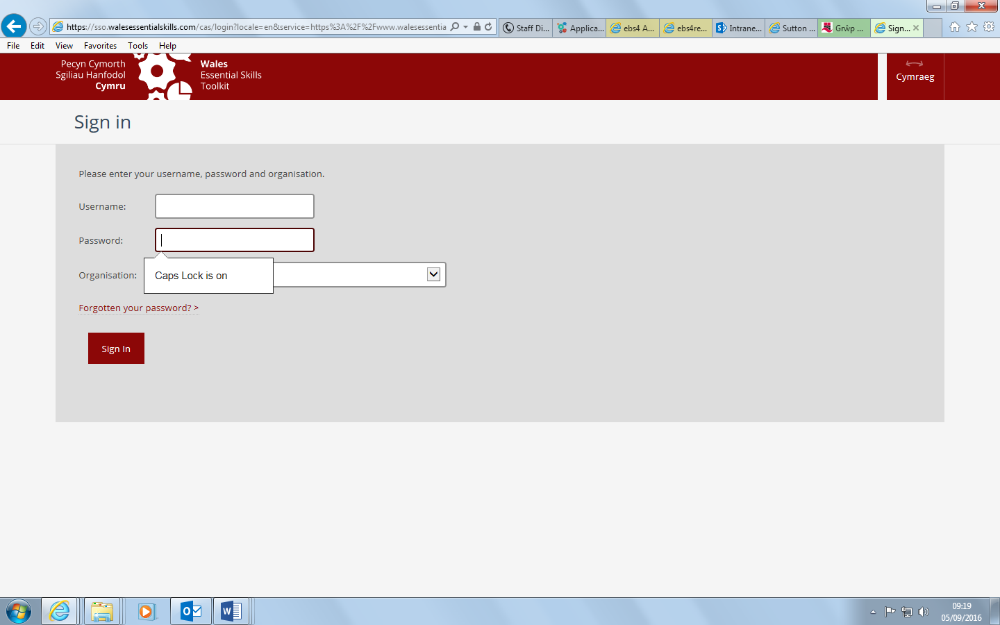 https://sso.walesessentialskills.com/cas/login?locale=en&service=https%3A%2F%2Fwww.walesessentia
Staff Di...
Applica...
ebs4 A...
ebs4re...
Intrane...
Sutton ...
Grŵp ...
Sign...
File Edit View Favorites Tools Help
Pecyn Cymorth
Sgiliau Hanfodol
Cymru
Wales
Essential Skills
Toolkit
Cymraeg
Sign in
Please enter your username, password and organisation.
Username:
Password:
Organisation:
Caps Lock is on
Forgotten your password? >
Sign In
09:19
05/09/2016